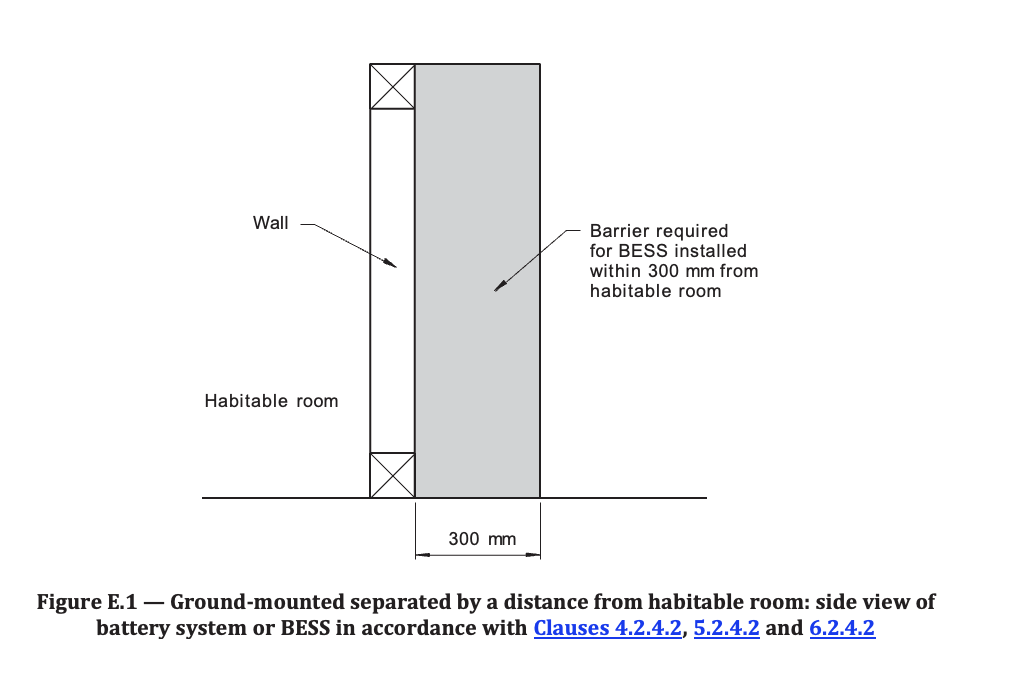 Wall
Barrier required
for BESS installed
within 300 mm from
habitable room
Habitable room
300 mm
Figure E.1 — Ground-mounted separated by a distance from habitable room: side view of
battery system or BESS in accordance with Clauses 4.2.4.2, 5.2.4.2 and 6.2.4.2